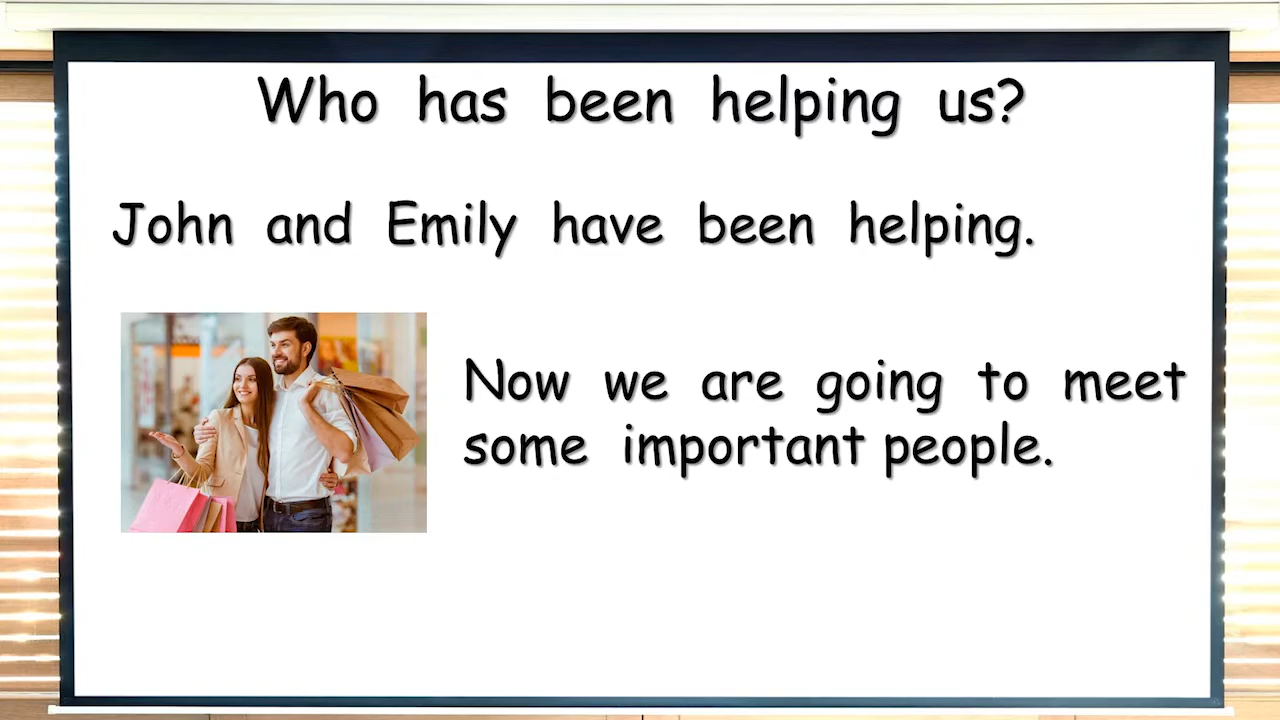 Who has been helping us?
John and Emily have been helping.
Now we are going to meet
some important people.